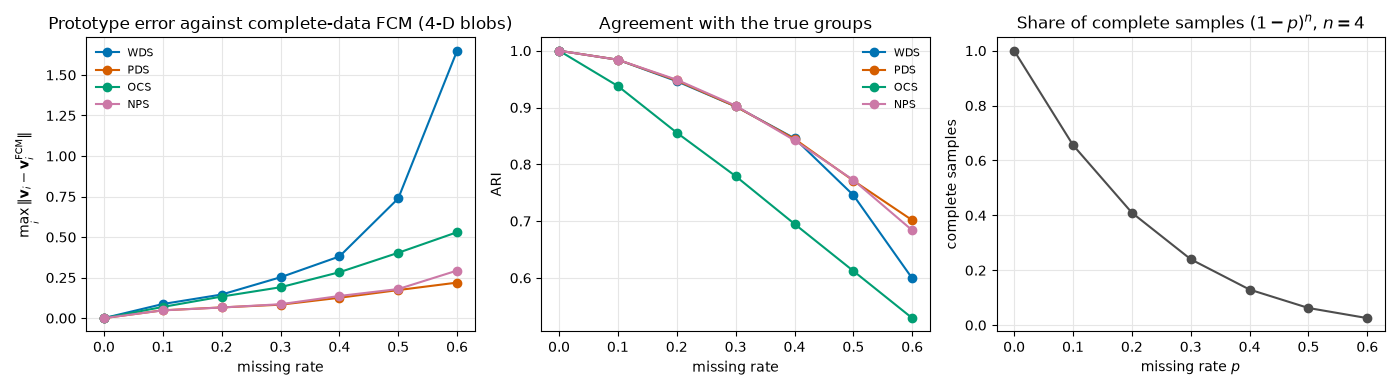 Prototype error against complete-data FCM (4-D blobs)
max_i ‖v_i − v_i^FCM‖
1.50
1.25
1.00
0.75
0.50
0.25
0.00
WDS
PDS
OCS
NPS
0.0 0.1 0.2 0.3 0.4 0.5 0.6
missing rate
Agreement with the true groups
ARI
1.0
0.9
0.8
0.7
0.6
WDS
PDS
OCS
NPS
0.0 0.1 0.2 0.3 0.4 0.5 0.6
missing rate
Share of complete samples (1 − p)^n, n = 4
complete samples
1.0
0.8
0.6
0.4
0.2
0.0
0.0 0.1 0.2 0.3 0.4 0.5 0.6
missing rate p